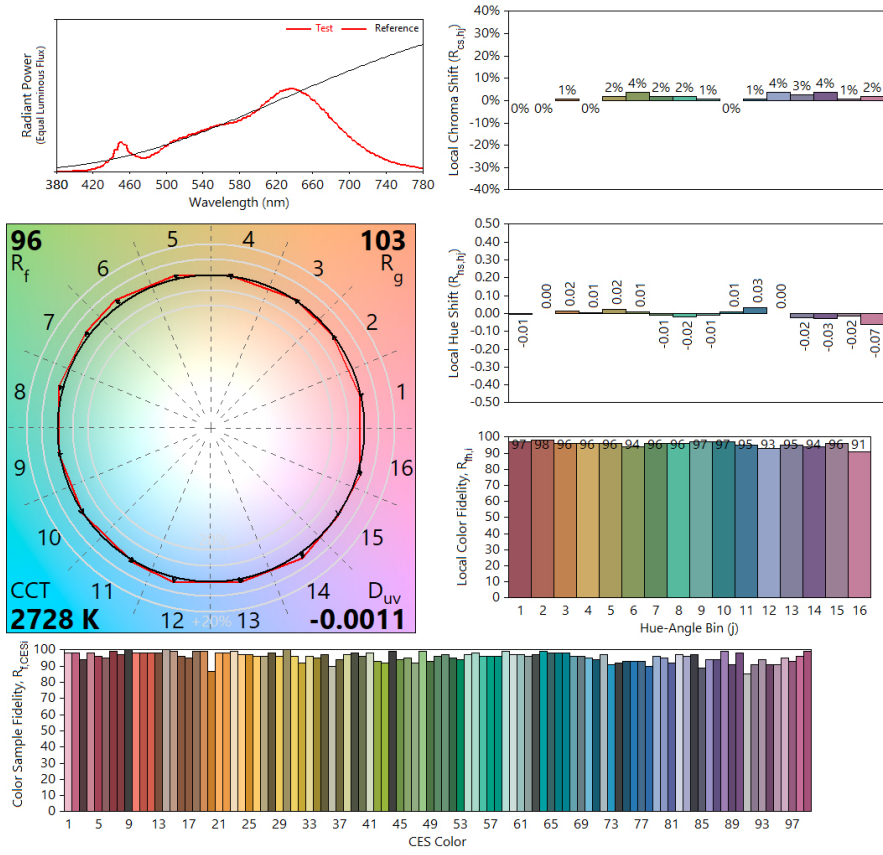 Test Reference
Radiant Power
(Equal Luminous Flux)
380 420 460 500 540 580 620 660 700 740 780
Wavelength (nm)
Local Chroma Shift (Rcs,hj)
40%
30%
20%
10%
0%
-10%
-20%
-30%
-40%
0% 0% 1% 0% 2% 4% 2% 2% 1% 0% 1% 4% 3% 4% 1% 2%
96
Rf
103
Rg
5 4
6 3
7 2
8 1
9 16
10 15
11 14
12 13
+20%
CCT
2728 K
Duv
-0.0011
Local Hue Shift (Rhs,hj)
0.50
0.40
0.30
0.20
0.10
0.00
-0.10
-0.20
-0.30
-0.40
-0.50
-0.01 0.00 0.02 0.01 0.02 0.01 -0.01 -0.02 -0.01 0.01 0.03 0.00 -0.02 -0.03 -0.02 -0.07
Local Color Fidelity, Rfh,i
100
90
80
70
60
50
40
30
20
10
0
97 98 96 96 96 94 96 96 97 97 95 93 95 94 96 91
1 2 3 4 5 6 7 8 9 10 11 12 13 14 15 16
Hue-Angle Bin (j)
Color Sample Fidelity, Rf,CESi
100
90
80
70
60
50
40
30
20
10
0
1 5 9 13 17 21 25 29 33 37 41 45 49 53 57 61 65 69 73 77 81 85 89 93 97
CES Color